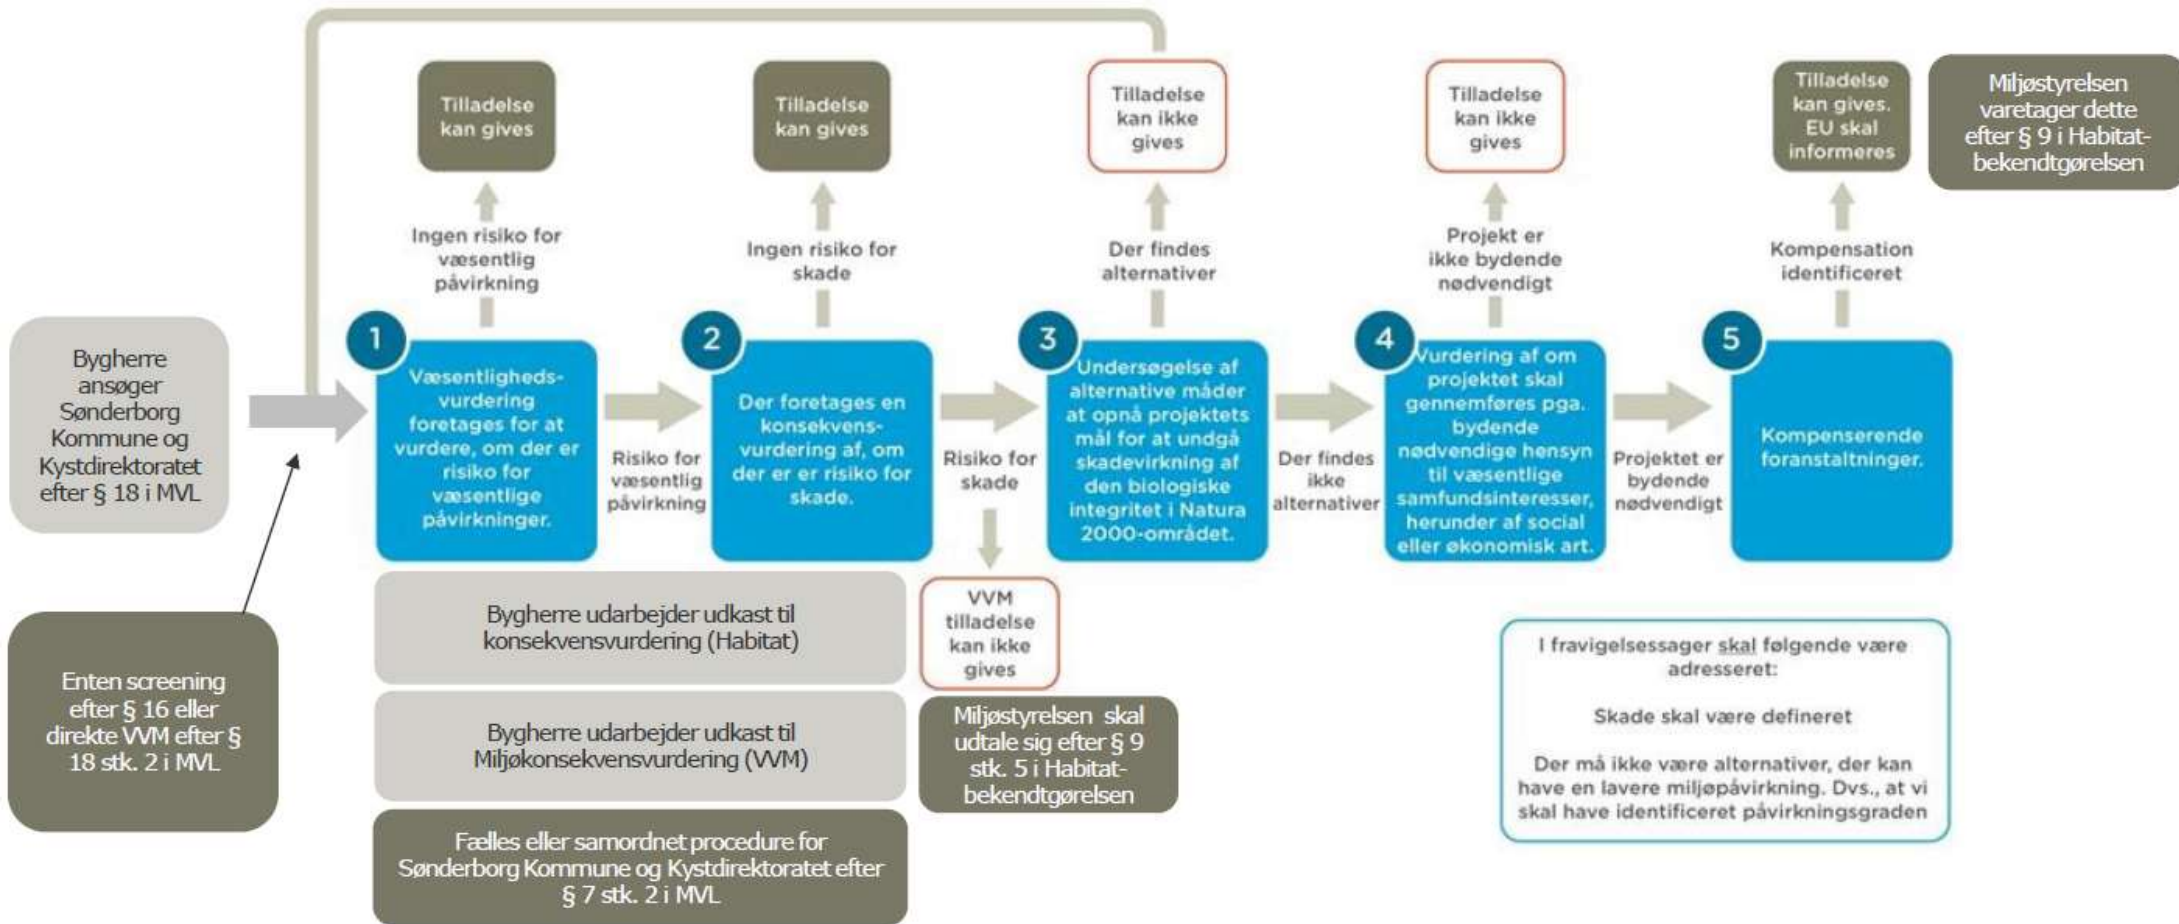 Tilladelse
kan gives
Tilladelse
kan gives
Tilladelse
kan ikke
gives
Tilladelse
kan ikke
gives
Tilladelse
kan gives.
EU skal
informeres
Miljøstyrelsen
varetager dette
efter § 9 i Habitat-
bekendtgørelsen
Ingen risiko for
væsentlig
påvirkning
Ingen risiko for
skade
Der findes
alternativer
Projekt er
ikke bydende
nødvendigt
Kompensation
identificeret
Bygherre
ansøger
Sønderborg
Kommune og
Kystdirektoratet
efter § 18 i MVL
1
Væsentligheds-
vurdering
foretages for at
vurdere, om der er
risiko for
væsentlige
påvirkninger.
Risiko for
væsentlig
påvirkning
2
Der foretages en
konsekvens-
vurdering af, om
der er er risiko for
skade.
Risiko for
skade
3
Undersøgelse af
alternative måder
at opnå projektets
mål for at undgå
skadevirkning af
den biologiske
integritet i Natura
2000-området.
Der findes
ikke
alternativer
4
Vurdering af om
projektet skal
gennemføres pga.
bydende
nødvendige hensyn
til væsentlige
samfundsinteresser,
herunder af social
eller økonomisk art.
Projektet er
bydende
nødvendigt
5
Kompenserende
foranstaltninger.
Enten screening
efter § 16 eller
direkte VVM efter §
18 stk. 2 i MVL
Bygherre udarbejder udkast til
konsekvensvurdering (Habitat)
Bygherre udarbejder udkast til
Miljøkonsekvensvurdering (VVM)
Fælles eller samordnet procedure for
Sønderborg Kommune og Kystdirektoratet efter
§ 7 stk. 2 i MVL
VVM
tilladelse
kan ikke
gives
Miljøstyrelsen skal
udtale sig efter § 9
stk. 5 i Habitat-
bekendtgørelsen
I fravigelsessager skal følgende være
adresseret:
Skade skal være defineret
Der må ikke være alternativer, der kan
have en lavere miljøpåvirkning. Dvs., at vi
skal have identificeret påvirkningsgraden